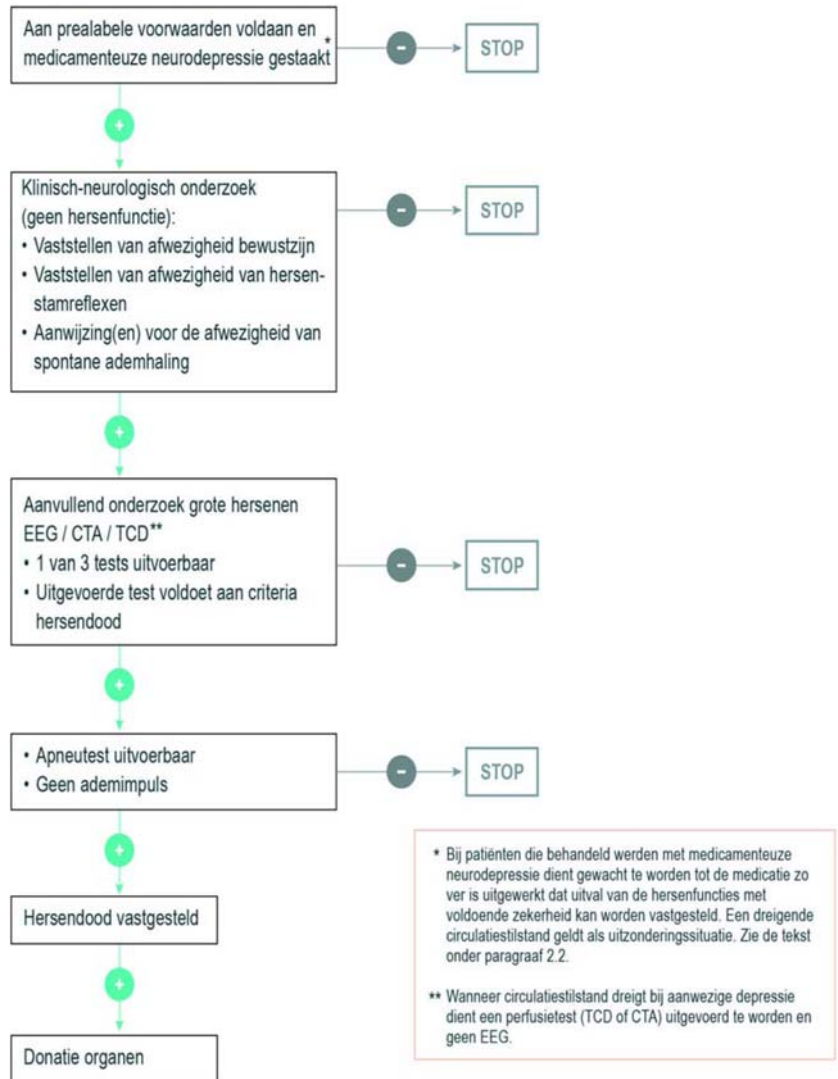 Aan prealabele voorwaarden voldaan en
medicamenteuze neurodepressie gestaakt*
-
STOP
+
Klinisch-neurologisch onderzoek
(geen hersenfunctie):
• Vaststellen van afwezigheid bewustzijn
• Vaststellen van afwezigheid van hersen-
stamreflexen
• Aanwijzing(en) voor de afwezigheid van
spontane ademhaling
-
STOP
+
Aanvullend onderzoek grote hersenen
EEG / CTA / TCD**
• 1 van 3 tests uitvoerbaar
• Uitgevoerde test voldoet aan criteria
hersendood
-
STOP
+
• Apneutest uitvoerbaar
• Geen ademimpuls
-
STOP
+
Hersendood vastgesteld
+
Donatie organen
* Bij patiënten die behandeld werden met medicamenteuze
neurodepressie dient gewacht te worden tot de medicatie zo
ver is uitgewerkt dat uitval van de hersenfuncties met
voldoende zekerheid kan worden vastgesteld. Een dreigende
circulatiestilstand geldt als uitzonderingssituatie. Zie de tekst
onder paragraaf 2.2.
** Wanneer circulatiestilstand dreigt bij aanwezige depressie
dient een perfusietest (TCD of CTA) uitgevoerd te worden en
geen EEG.